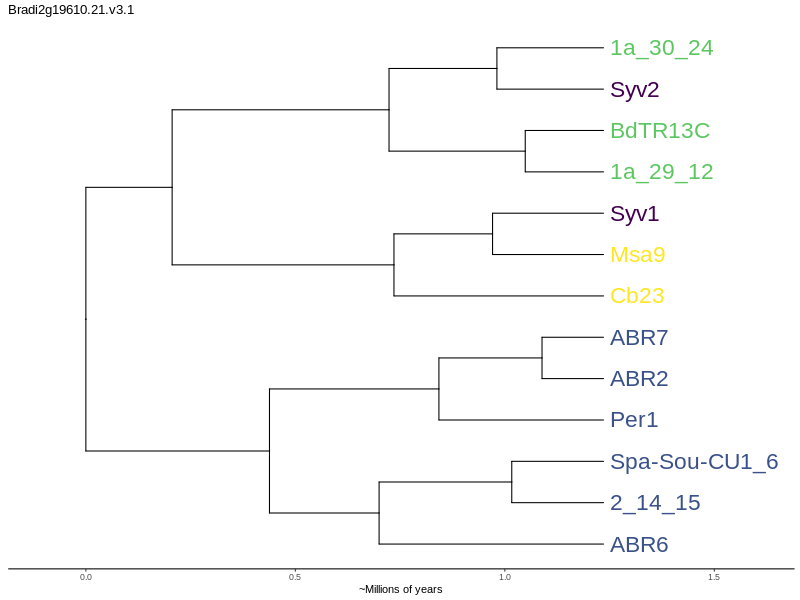 Bradi2g19610.21.v3.1
1a_30_24
Syv2
BdTR13C
1a_29_12
Syv1
Msa9
Cb23
ABR7
ABR2
Per1
Spa-Sou-CU1_6
2_14_15
ABR6
0.0 0.5 1.0 1.5
~Millions of years